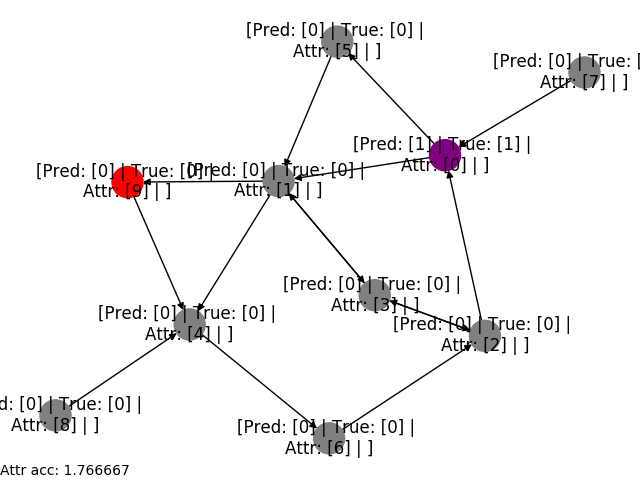 [Pred: [0] | True: [0] |
Attr: [5] | ]
[Pred: [0] | True: [
Attr: [7] | ]
[Pred: [1] | True: [1] |
Attr: [0] | ]
[Pred: [0] | True: [0] |
Attr: [9] | ]
[Pred: [0] | True: [0] |
Attr: [1] | ]
[Pred: [0] | True: [0] |
Attr: [3] | ]
[Pred: [0] | True: [0] |
Attr: [4] | ]
[Pred: [0] | True: [0] |
Attr: [2] | ]
d: [0] | True: [0] |
Attr: [8] | ]
[Pred: [0] | True: [0] |
Attr: [6] | ]
Attr acc: 1.766667